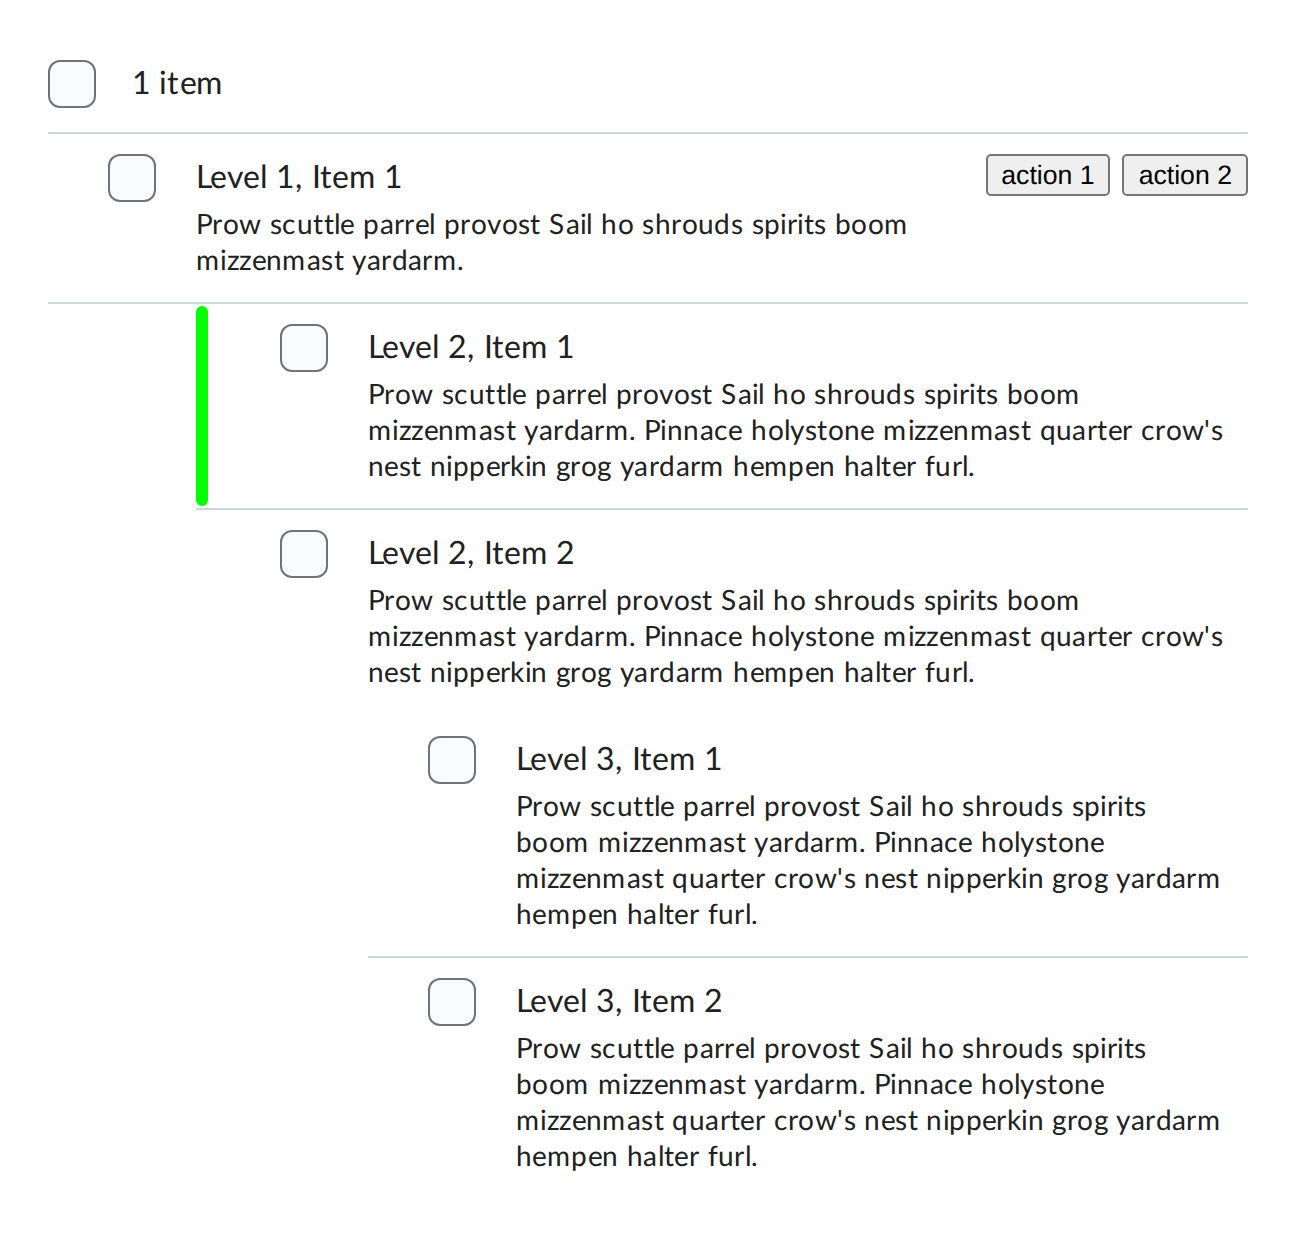 1 item
Level 1, Item 1
action 1
action 2
Prow scuttle parrel provost Sail ho shrouds spirits boom
mizzenmast yardarm.
Level 2, Item 1
Prow scuttle parrel provost Sail ho shrouds spirits boom
mizzenmast yardarm. Pinnace holystone mizzenmast quarter crow's
nest nipperkin grog yardarm hempen halter furl.
Level 2, Item 2
Prow scuttle parrel provost Sail ho shrouds spirits boom
mizzenmast yardarm. Pinnace holystone mizzenmast quarter crow's
nest nipperkin grog yardarm hempen halter furl.
Level 3, Item 1
Prow scuttle parrel provost Sail ho shrouds spirits
boom mizzenmast yardarm. Pinnace holystone
mizzenmast quarter crow's nest nipperkin grog yardarm
hempen halter furl.
Level 3, Item 2
Prow scuttle parrel provost Sail ho shrouds spirits
boom mizzenmast yardarm. Pinnace holystone
mizzenmast quarter crow's nest nipperkin grog yardarm
hempen halter furl.